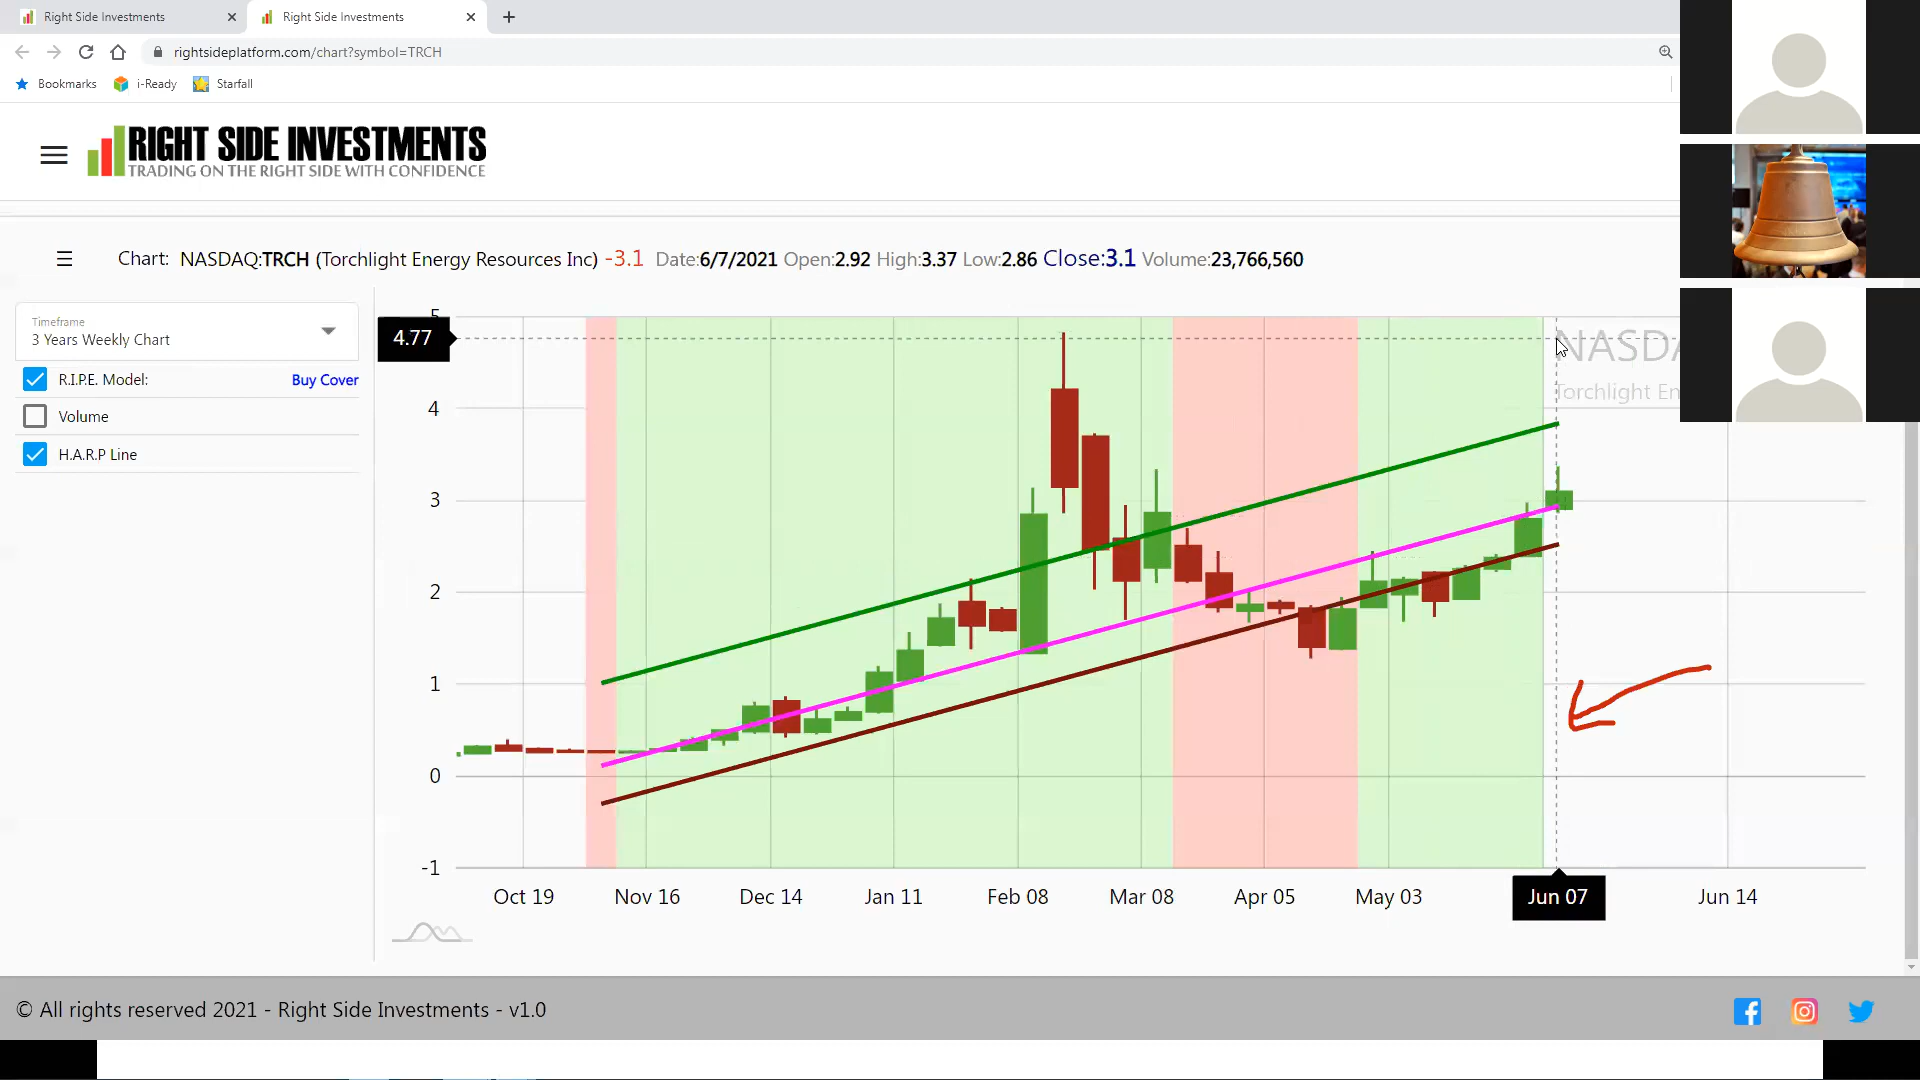 Right Side Investments
Right Side Investments
rightsideplatform.com/chart?symbol=TRCH
Bookmarks i-Ready Starfall
RIGHT SIDE INVESTMENTS
TRADING ON THE RIGHT SIDE WITH CONFIDENCE
Chart: NASDAQ:TRCH (Torchlight Energy Resources Inc) -3.1 Date:6/7/2021 Open:2.92 High:3.37 Low:2.86 Close:3.1 Volume:23,766,560
Timeframe
3 Years Weekly Chart
R.I.P.E. Model: Buy Cover
Volume
H.A.R.P Line
5
4.77
4
3
2
1
0
-1
NASDA
Torchlight En
Oct 19 Nov 16 Dec 14 Jan 11 Feb 08 Mar 08 Apr 05 May 03 Jun 07 Jun 14
© All rights reserved 2021 - Right Side Investments - v1.0